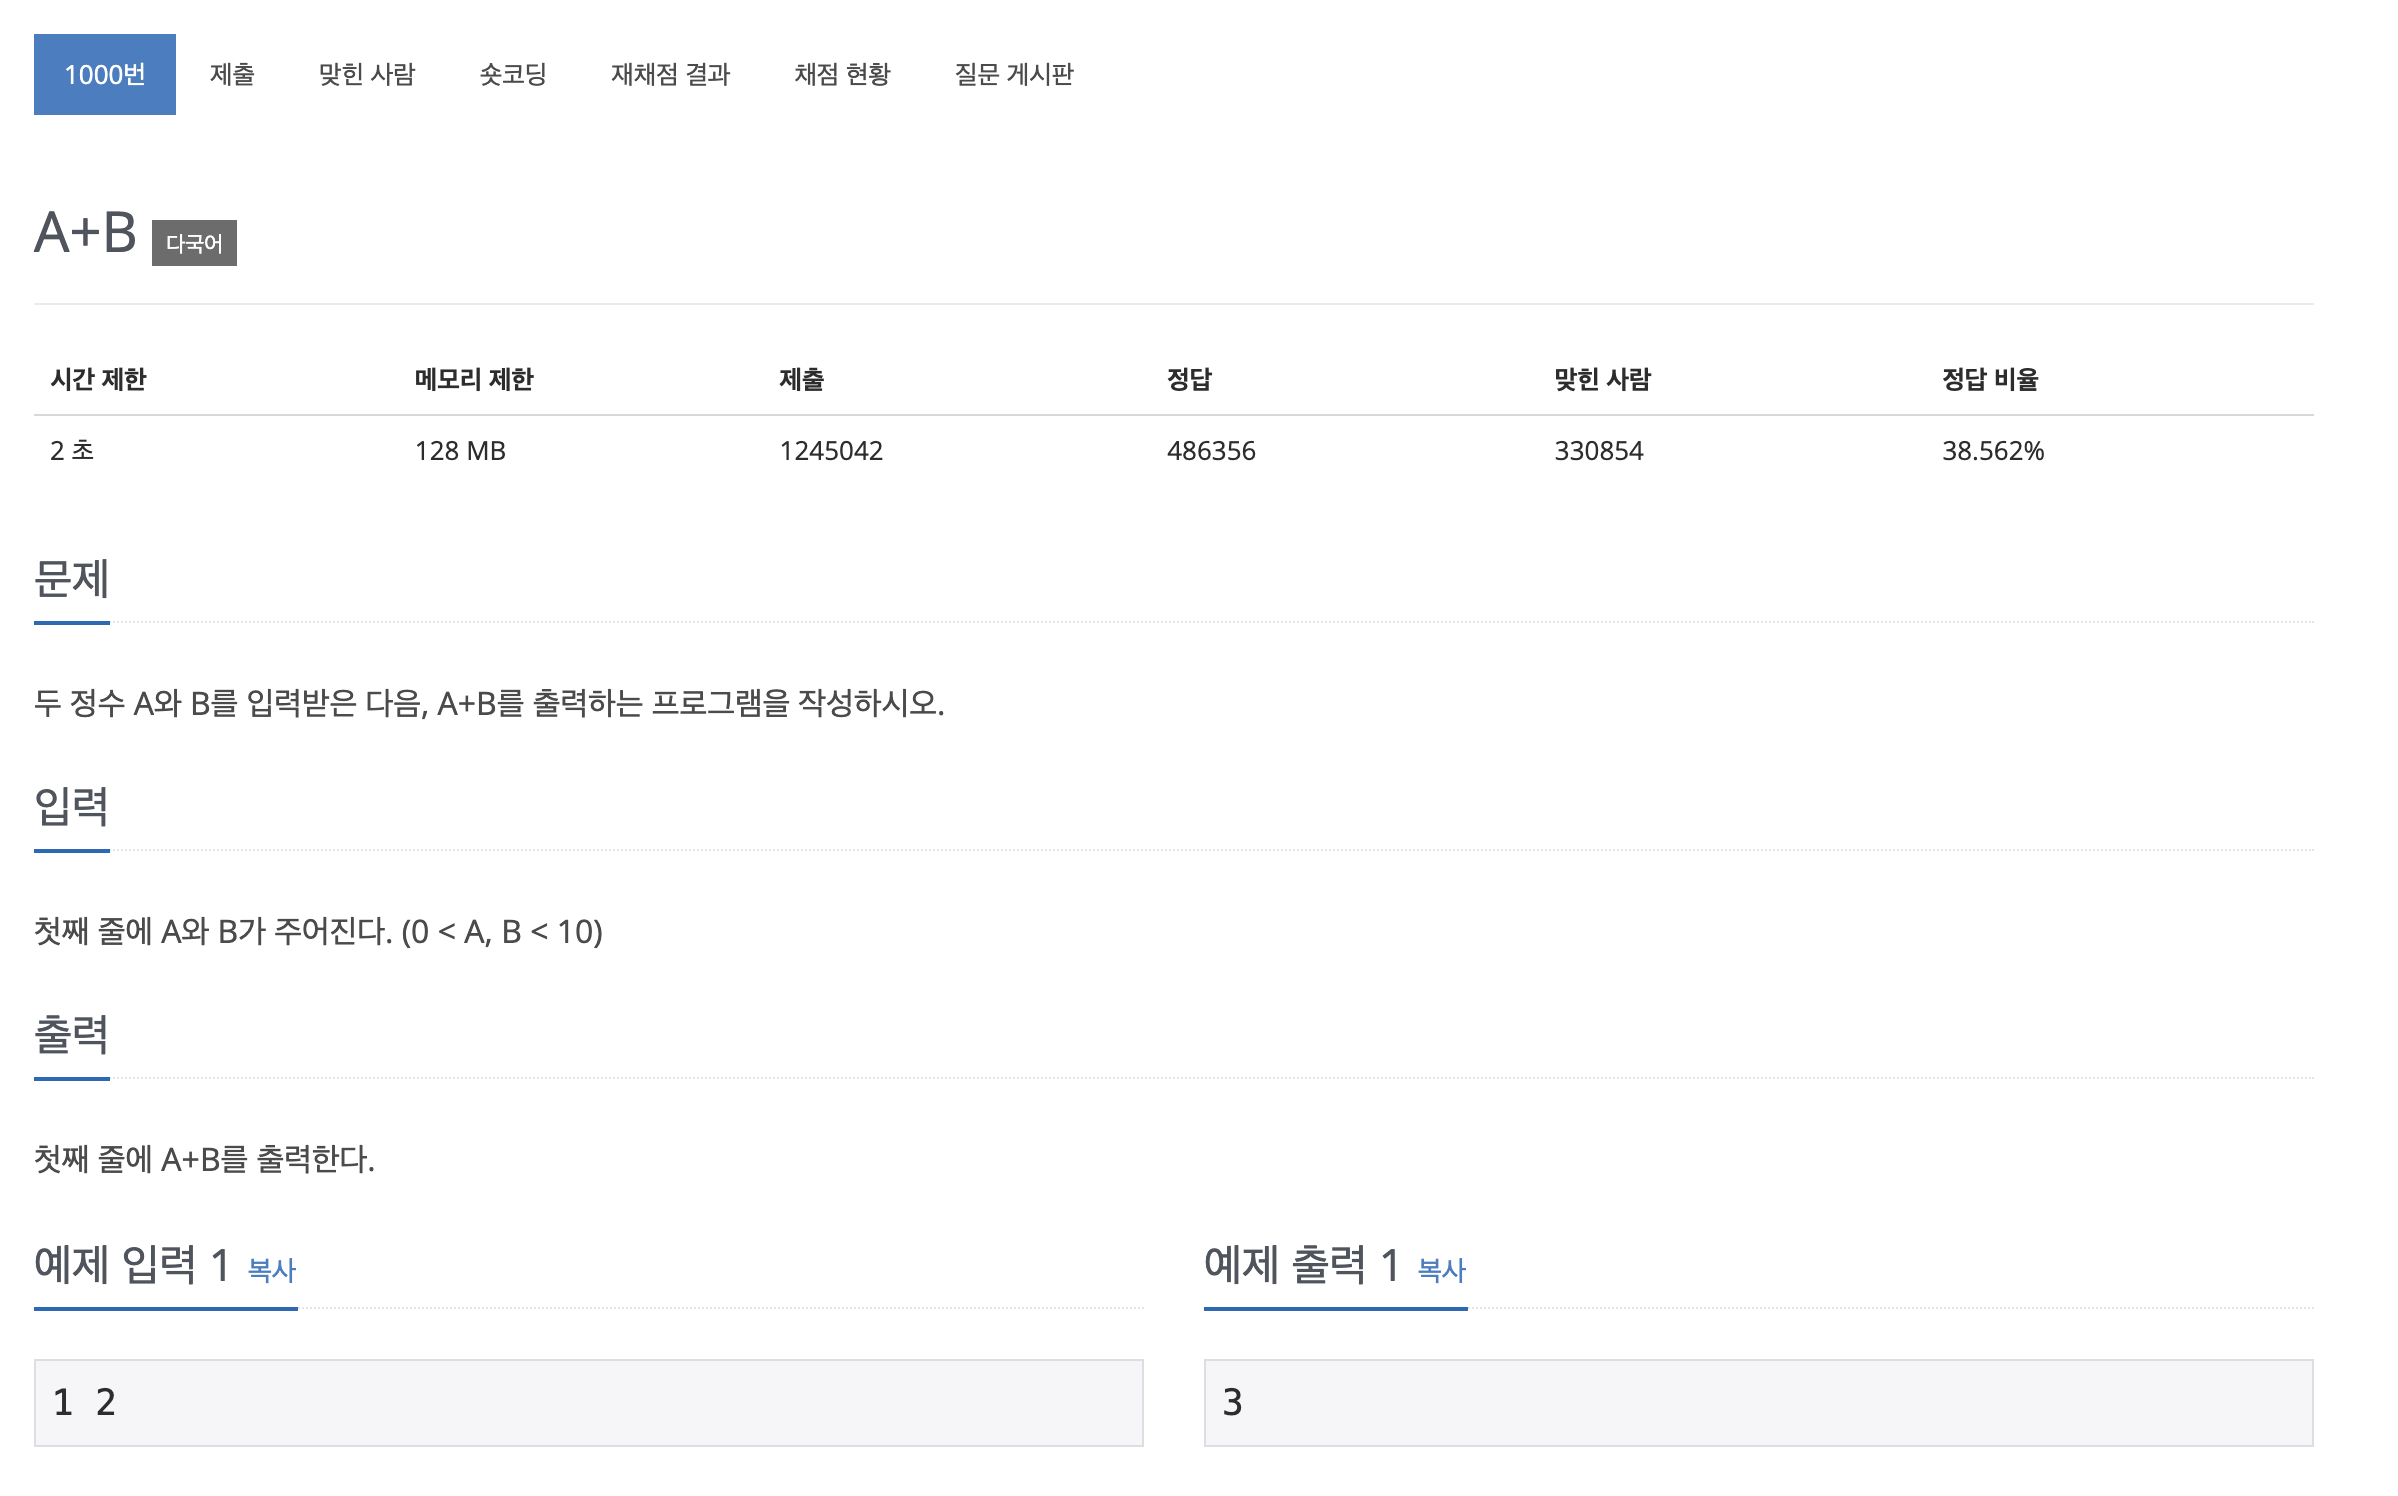 1000번 제출 맞힌 사람 숏코딩 재채점 결과 채점 현황 질문 게시판
A+B 다국어
시간 제한 메모리 제한 제출 정답 맞힌 사람 정답 비율
2 초 128 MB 1245042 486356 330854 38.562%
문제
두 정수 A와 B를 입력받은 다음, A+B를 출력하는 프로그램을 작성하시오.
입력
첫째 줄에 A와 B가 주어진다. (0 < A, B < 10)
출력
첫째 줄에 A+B를 출력한다.
예제 입력 1 복사
1 2
예제 출력 1 복사
3